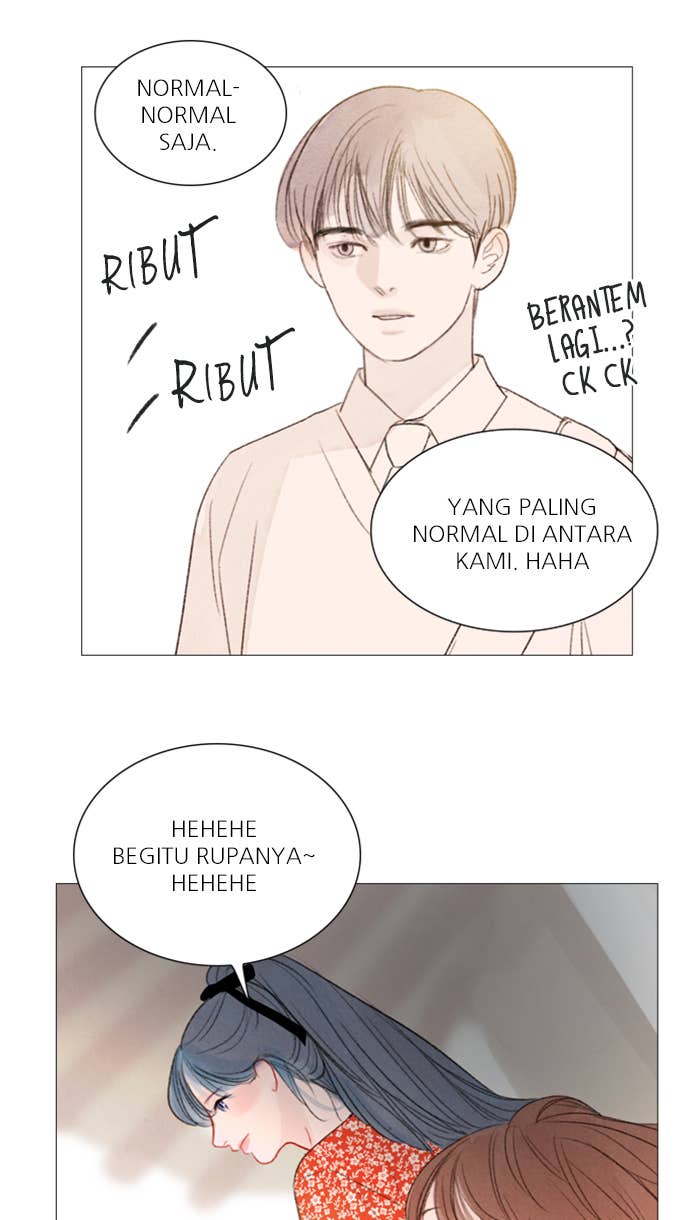 NORMAL-
NORMAL
SAJA.
RIBUT
RIBUT
BERANTEM
LAGI...?
CK CK
YANG PALING
NORMAL DI ANTARA
KAMI. HAHA
HEHEHE
BEGITU RUPANYA~
HEHEHE